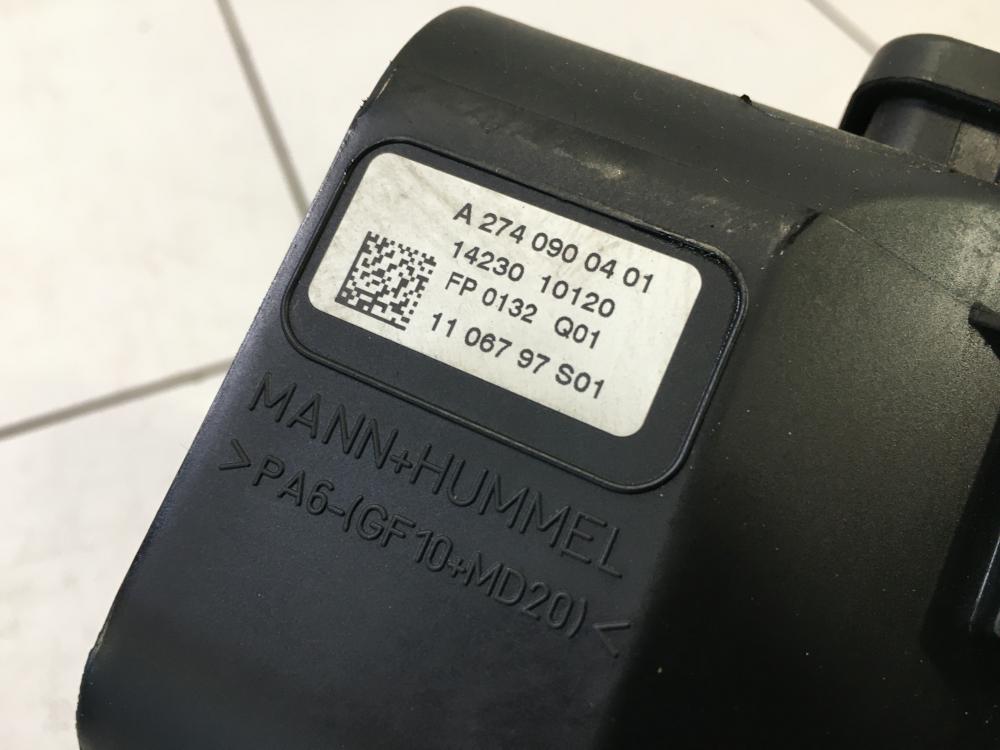 A 274 090 04 01
14230 10120
FP 0132 Q01
11 067 97 S01
MANN+HUMMEL
>PA6-(GF10+MD20)<